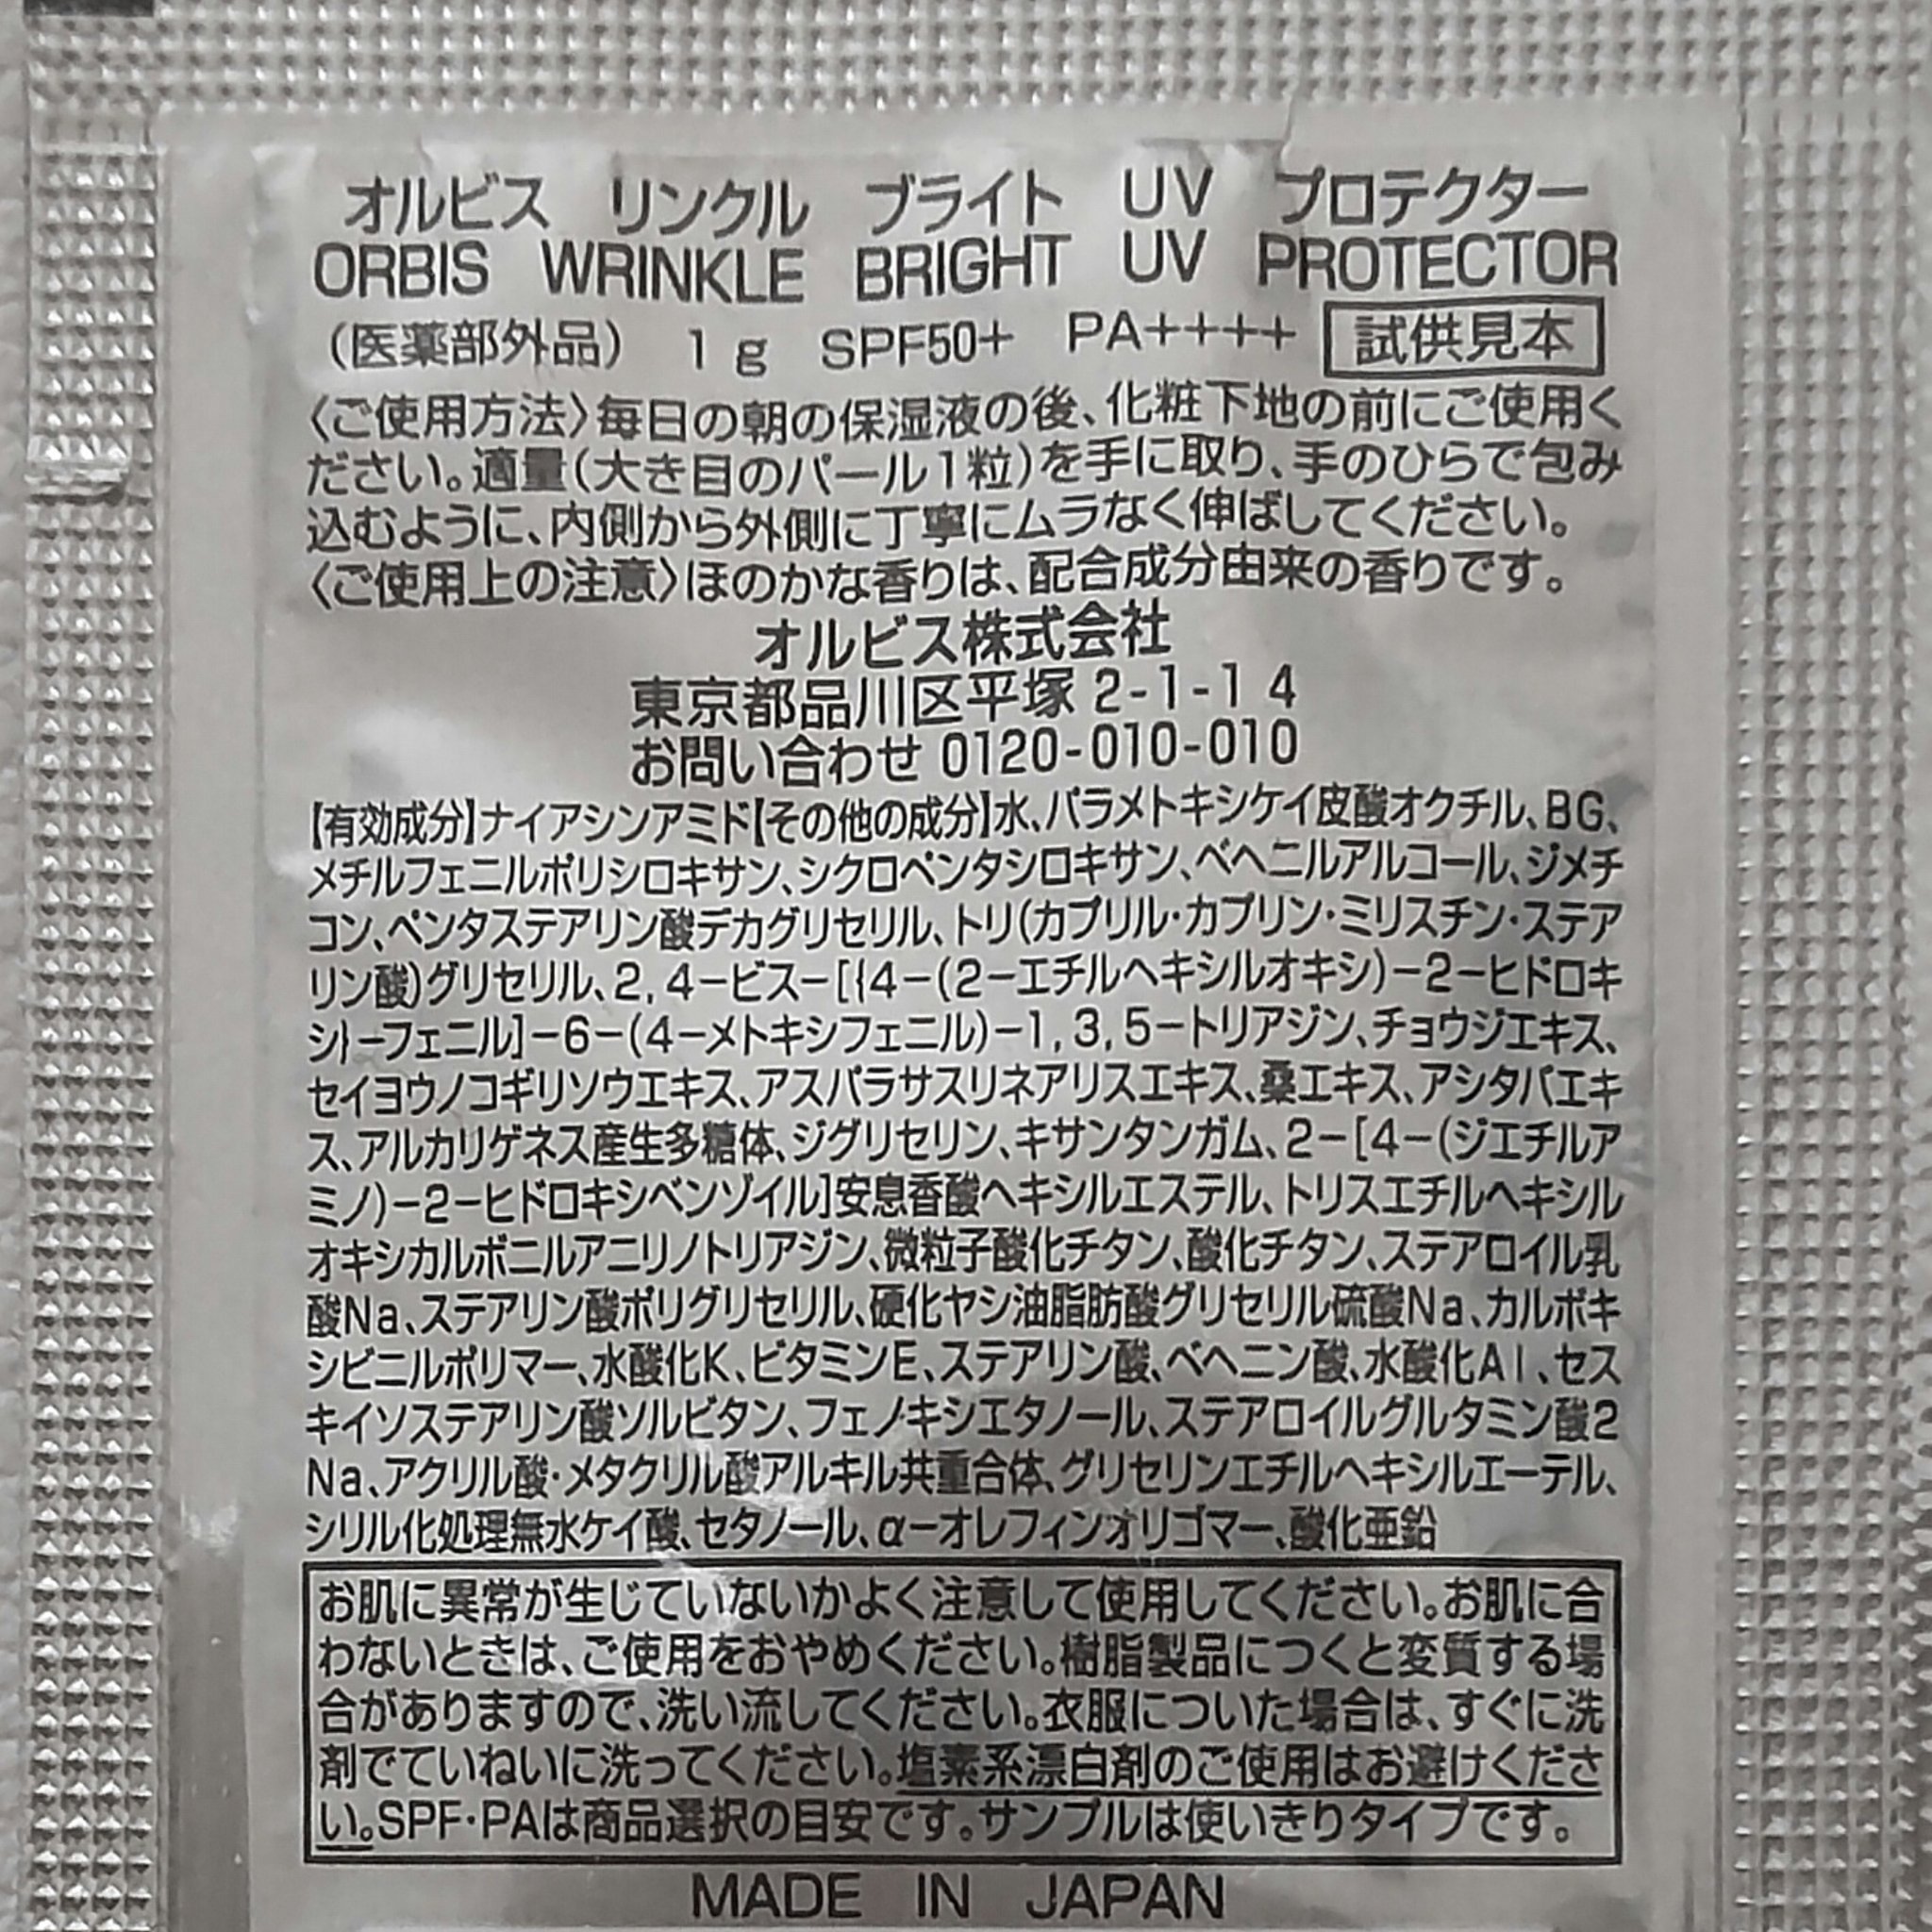 オルビス リンクル ブライト UV プロテクター
ORBIS WRINKLE BRIGHT UV PROTECTOR
（医薬部外品） 1g SPF50+ PA++++ 試供見本
〈ご使用方法〉毎日の朝の保湿液の後、化粧下地の前にご使用く
ださい。適量(大き目のパール1粒)を手に取り、手のひらで包み
込むように、内側から外側に丁寧にムラなく伸ばしてください。
〈ご使用上の注意〉ほのかな香りは、配合成分由来の香りです。
オルビス株式会社
東京都品川区平塚2-1-14
お問い合わせ 0120-010-010
【有効成分】ナイアシンアミド【その他の成分】水、パラメトキシケイ皮酸オクチル、BG、
メチルフェニルポリシロキサン、シクロペンタシロキサン、ベヘニルアルコール、ジメチ
コン、ペンタステアリン酸デカグリセリル、トリ(カプリル・カプリン・ミリスチン・ステア
リン酸)グリセリル、2,4−ビス−[{4−(2−エチルヘキシルオキシ)−2−ヒドロキ
シ}−フェニル]−6−(4−メトキシフェニル)−1,3,5−トリアジン、チョウジエキス、
セイヨウノコギリソウエキス、アスパラサスリネアリスエキス、桑エキス、アシタバエキ
ス、アルカリゲネス産生多糖体、ジグリセリン、キサンタンガム、2−[4−(ジエチルア
ミノ)−2−ヒドロキシベンゾイル]安息香酸ヘキシルエステル、トリスエチルヘキシル
オキシカルボニルアニリノトリアジン、微粒子酸化チタン、酸化チタン、ステアロイル乳
酸Na、ステアリン酸ポリグリセリル、硬化ヤシ油脂肪酸グリセリル硫酸Na、カルボキ
シビニルポリマー、水酸化K、ビタミンE、ステアリン酸、ベヘニン酸、水酸化Al、セス
キイソステアリン酸ソルビタン、フェノキシエタノール、ステアロイルグルタミン酸2
Na、アクリル酸・メタクリル酸アルキル共重合体、グリセリンエチルヘキシルエーテル、
シリル化処理無水ケイ酸、セタノール、α−オレフィンオリゴマー、酸化亜鉛
お肌に異常が生じていないかよく注意して使用してください。お肌に合
わないときは、ご使用をおやめください。樹脂製品につくと変質する場
合がありますので、洗い流してください。衣服についた場合は、すぐに洗
剤でていねいに洗ってください。塩素系漂白剤のご使用はお避けくださ
い。SPF・PAは商品選択の目安です。サンプルは使いきりタイプです。
MADE IN JAPAN